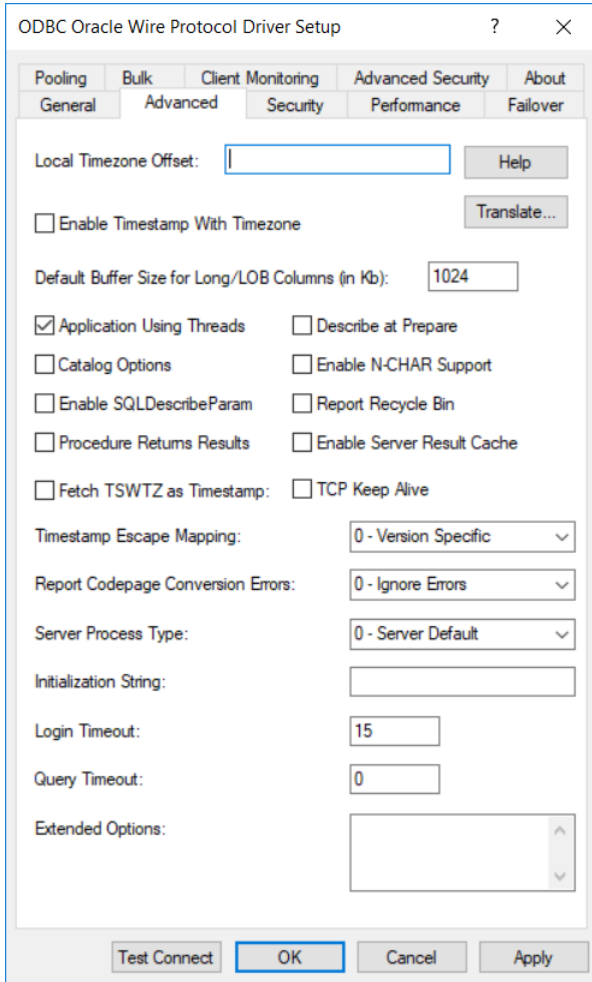 ODBC Oracle Wire Protocol Driver Setup ?
Pooling Bulk Client Monitoring Advanced Security About
General Advanced Security Performance Failover
Local Timezone Offset: Help
Enable Timestamp With Timezone Translate...
Default Buffer Size for Long/LOB Columns (in Kb): 1024
Application Using Threads Describe at Prepare
Catalog Options Enable N-CHAR Support
Enable SQLDescribeParam Report Recycle Bin
Procedure Returns Results Enable Server Result Cache
Fetch TSWTZ as Timestamp: TCP Keep Alive
Timestamp Escape Mapping: 0 - Version Specific
Report Codepage Conversion Errors: 0 - Ignore Errors
Server Process Type: 0 - Server Default
Initialization String:
Login Timeout: 15
Query Timeout: 0
Extended Options:
Test Connect OK Cancel Apply